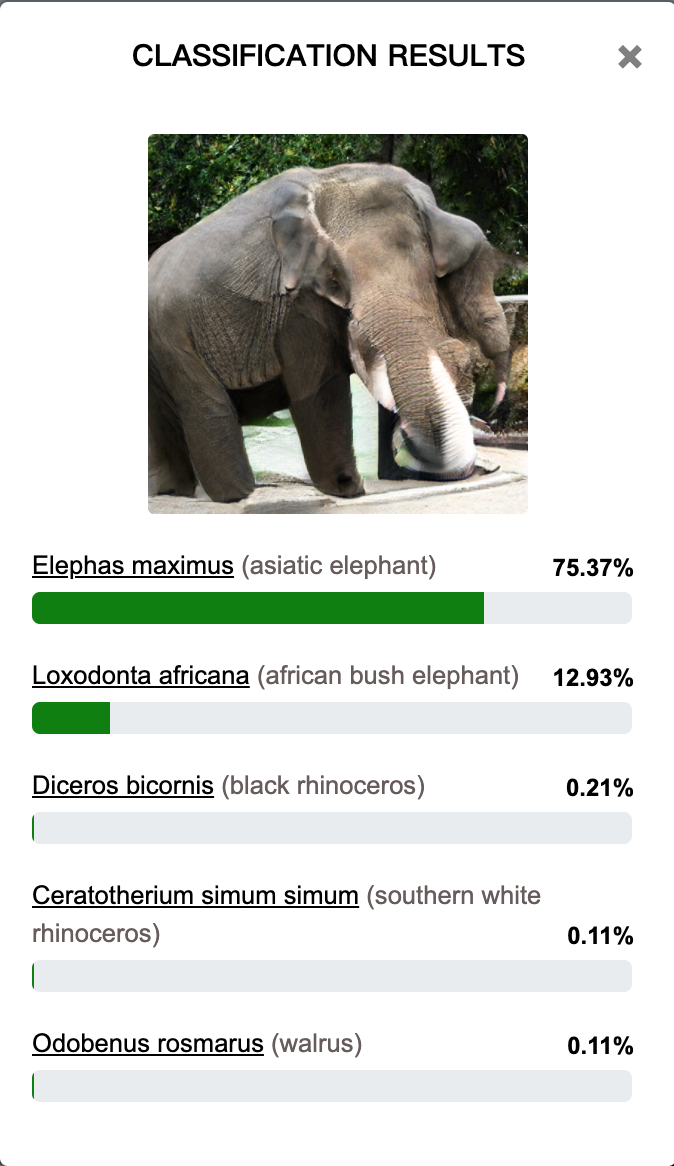 CLASSIFICATION RESULTS
Elephas maximus (asiatic elephant) 75.37%
Loxodonta africana (african bush elephant) 12.93%
Diceros bicornis (black rhinoceros) 0.21%
Ceratotherium simum simum (southern white
rhinoceros) 0.11%
Odobenus rosmarus (walrus) 0.11%